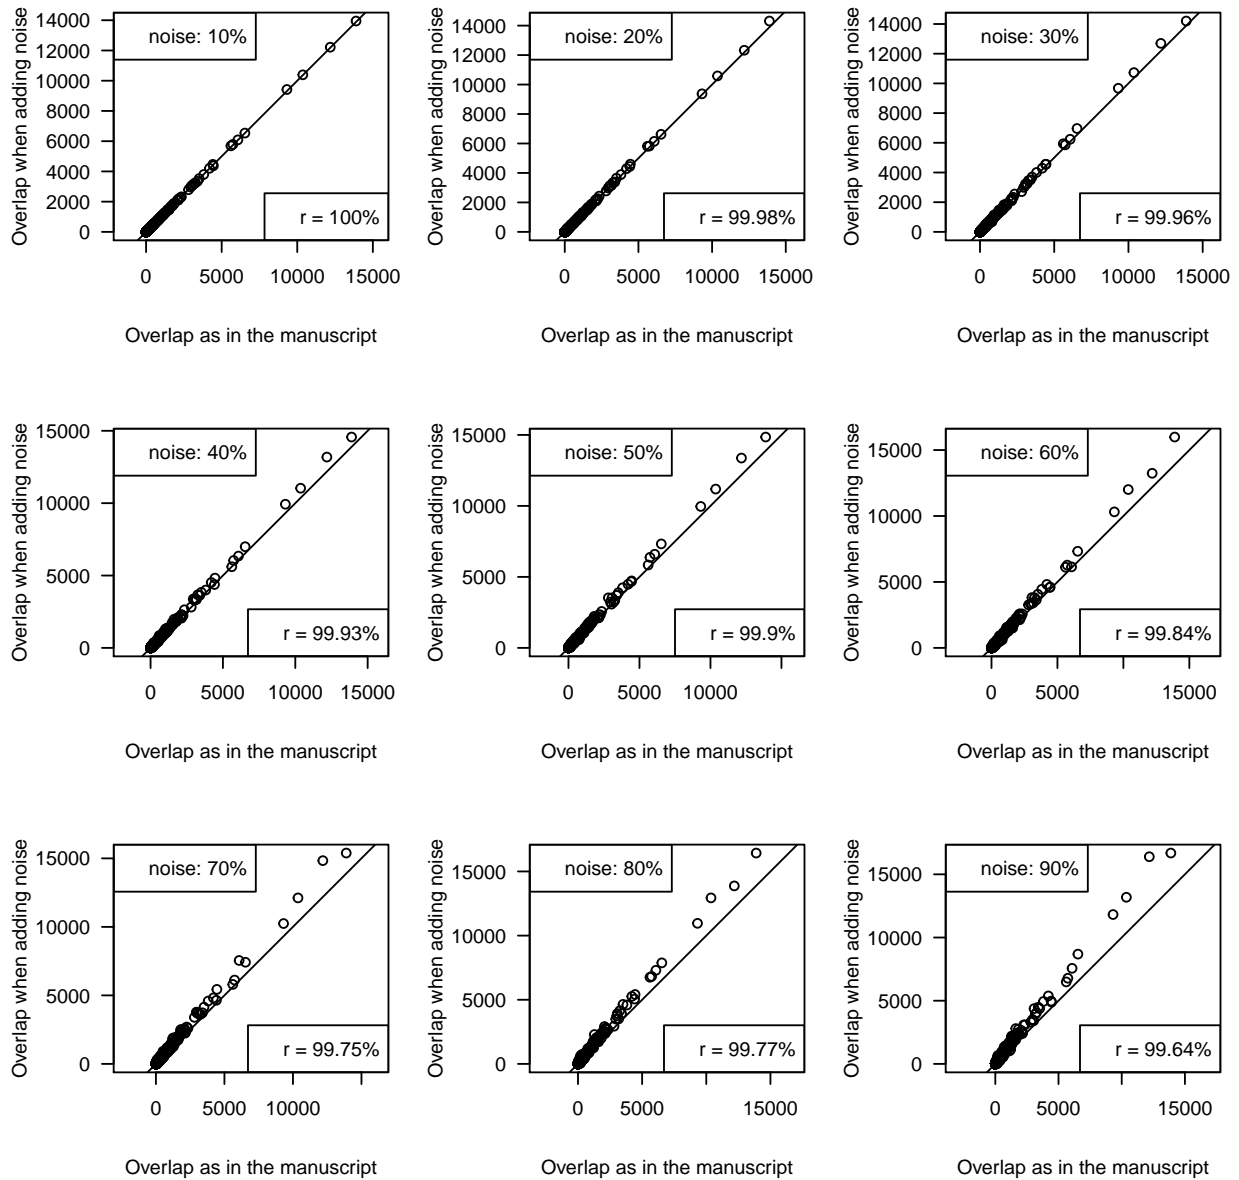 Overlap when adding noise
14000
12000
10000
8000
6000
4000
2000
0
noise: 10%
r = 100%
0 5000 10000 15000
Overlap as in the manuscript
Overlap when adding noise
14000
12000
10000
8000
6000
4000
2000
0
noise: 20%
r = 99.98%
0 5000 10000 15000
Overlap as in the manuscript
Overlap when adding noise
14000
12000
10000
8000
6000
4000
2000
0
noise: 30%
r = 99.96%
0 5000 10000 15000
Overlap as in the manuscript
Overlap when adding noise
15000
10000
5000
0
noise: 40%
r = 99.93%
0 5000 10000 15000
Overlap as in the manuscript
Overlap when adding noise
15000
10000
5000
0
noise: 50%
r = 99.9%
0 5000 10000
Overlap as in the manuscript
Overlap when adding noise
15000
10000
5000
0
noise: 60%
r = 99.84%
0 5000 15000
Overlap as in the manuscript
Overlap when adding noise
15000
10000
5000
0
noise: 70%
r = 99.75%
0 5000 10000
Overlap as in the manuscript
Overlap when adding noise
15000
10000
5000
0
noise: 80%
r = 99.77%
0 5000 15000
Overlap as in the manuscript
Overlap when adding noise
15000
10000
5000
0
noise: 90%
r = 99.64%
0 5000 15000
Overlap as in the manuscript